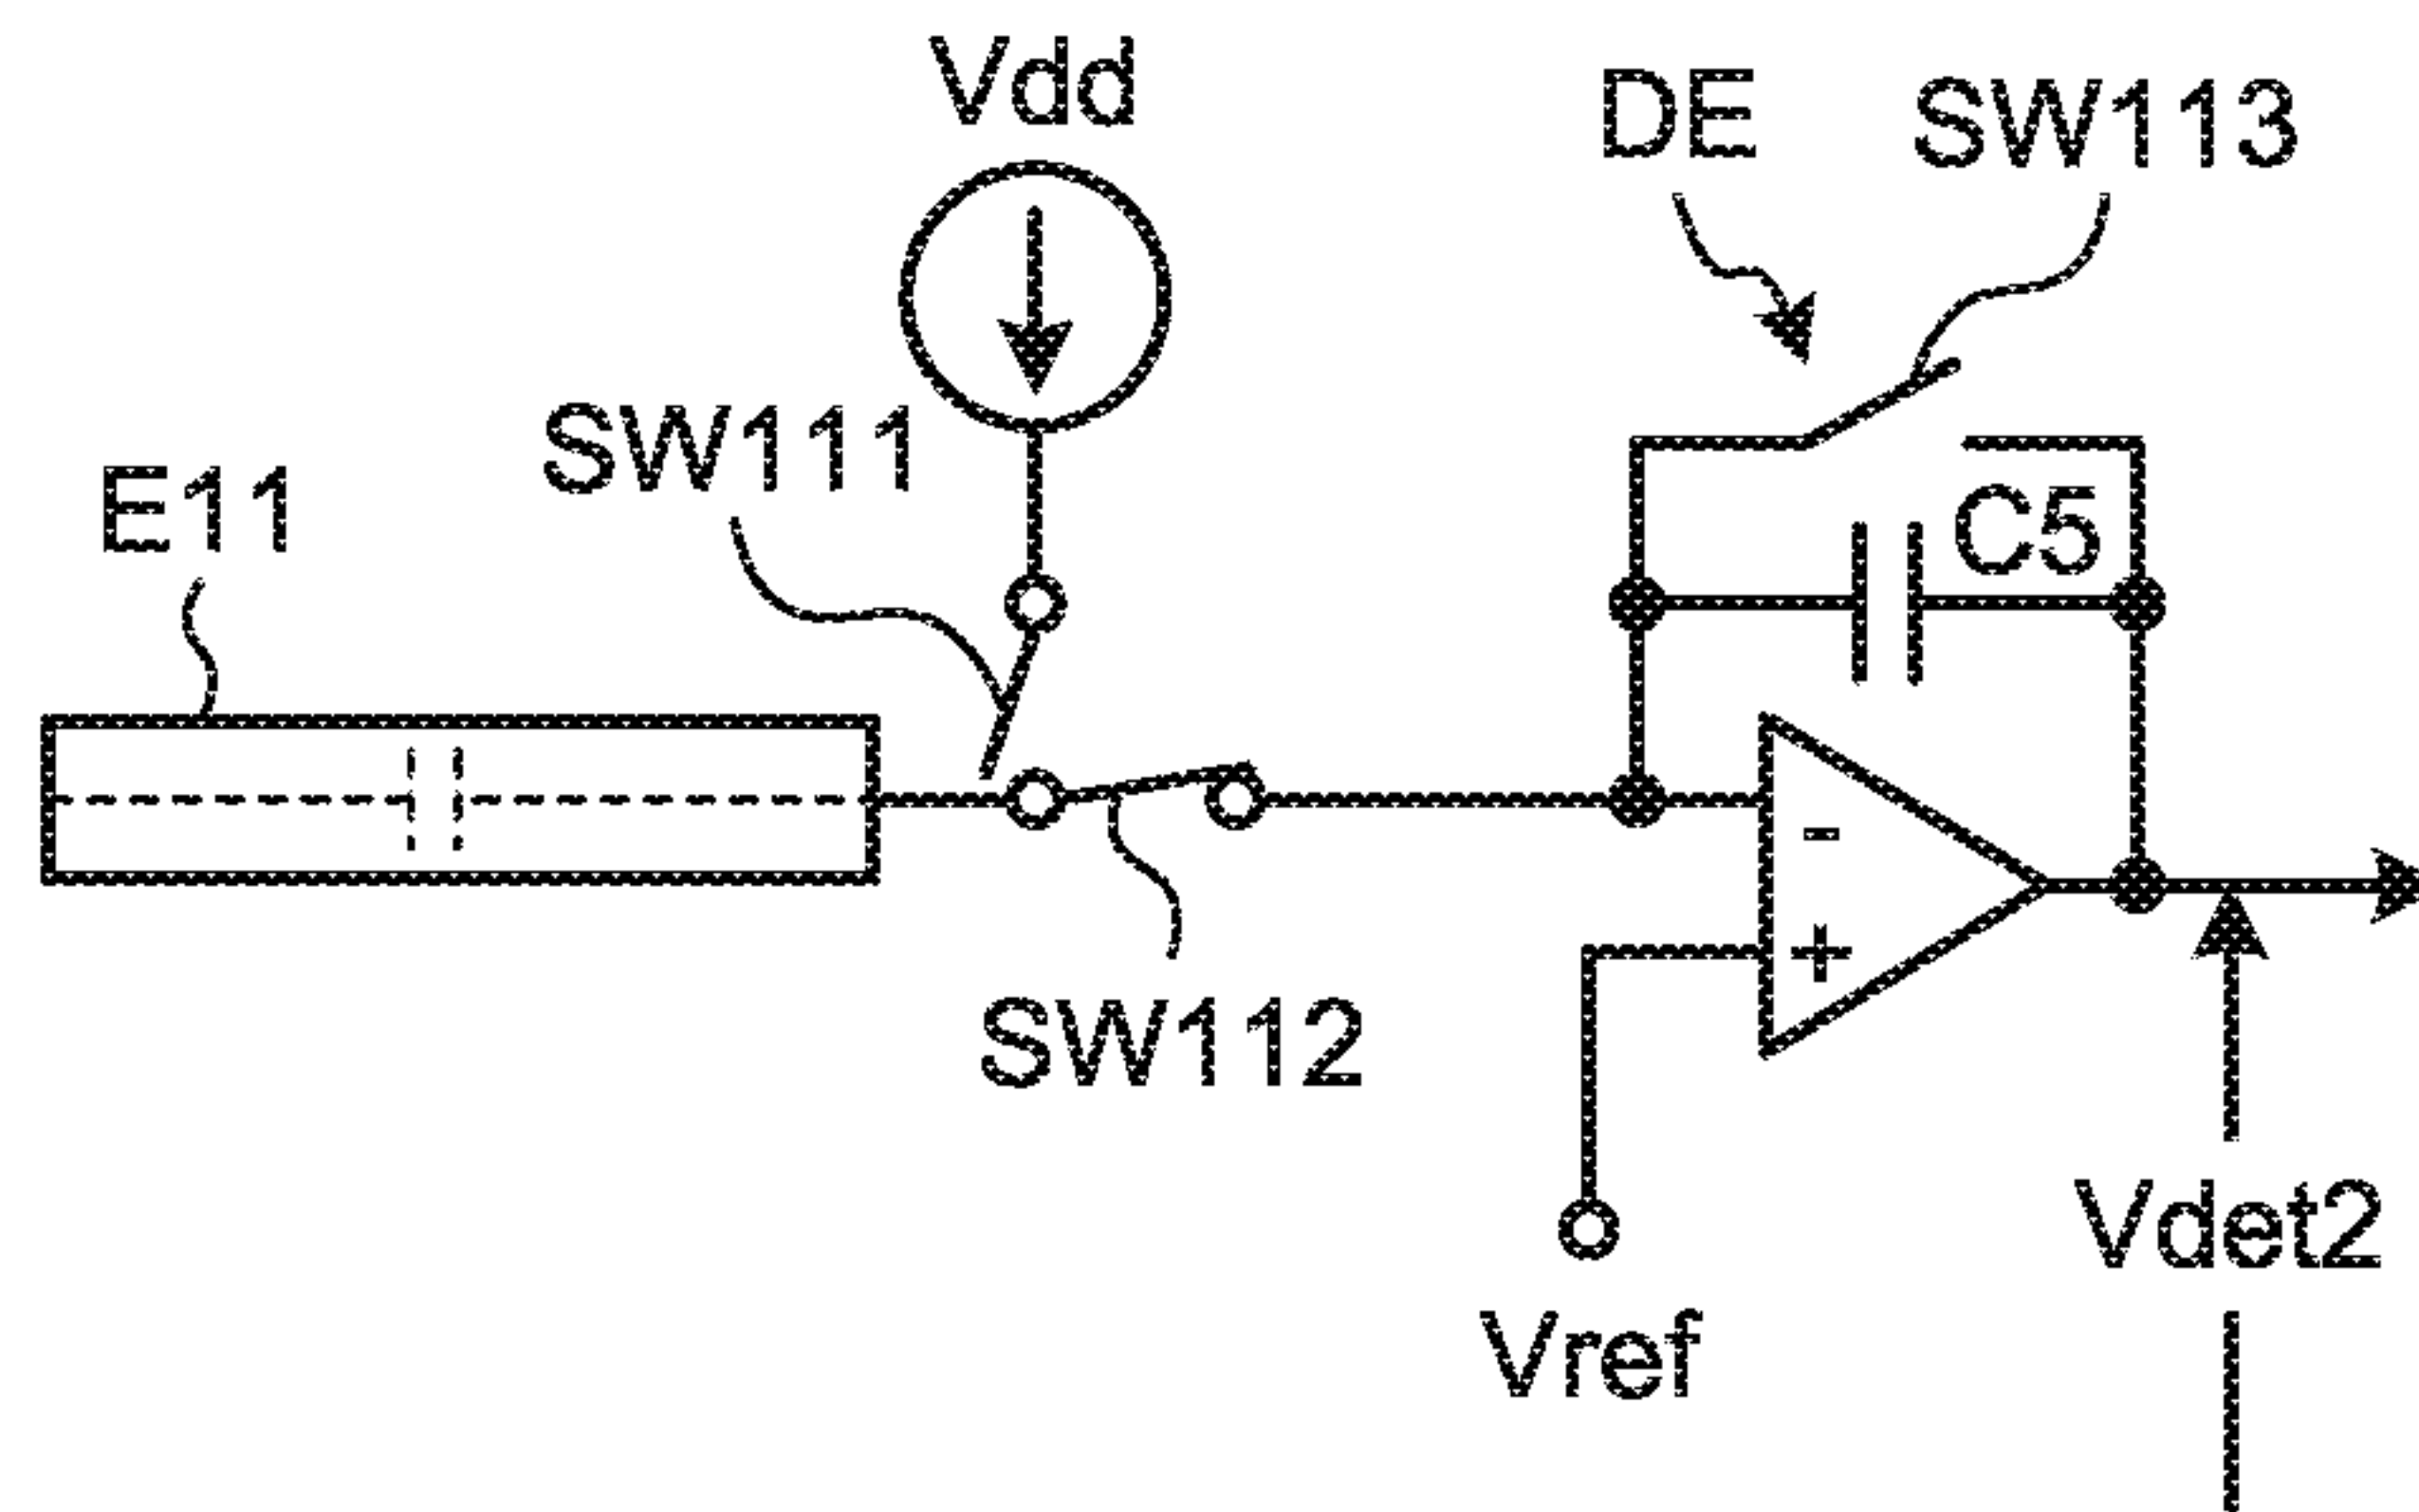 Vdd
DE
SW113
SW111
E11
C5
-
+
SW112
Vdet2
Vref